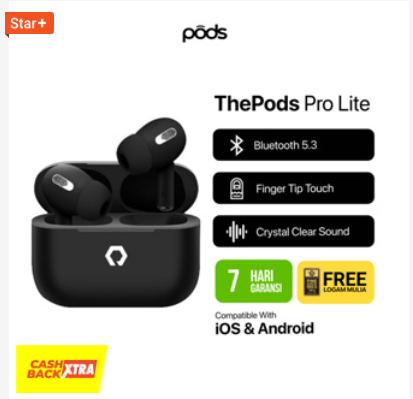 Star+
pōds
ThePods Pro Lite
Bluetooth 5.3
Finger Tip Touch
Crystal Clear Sound
7 HARI
GARANSI
FREE
LOGAM MULIA
Compatible With
iOS & Android
CASH
BACK XTRA